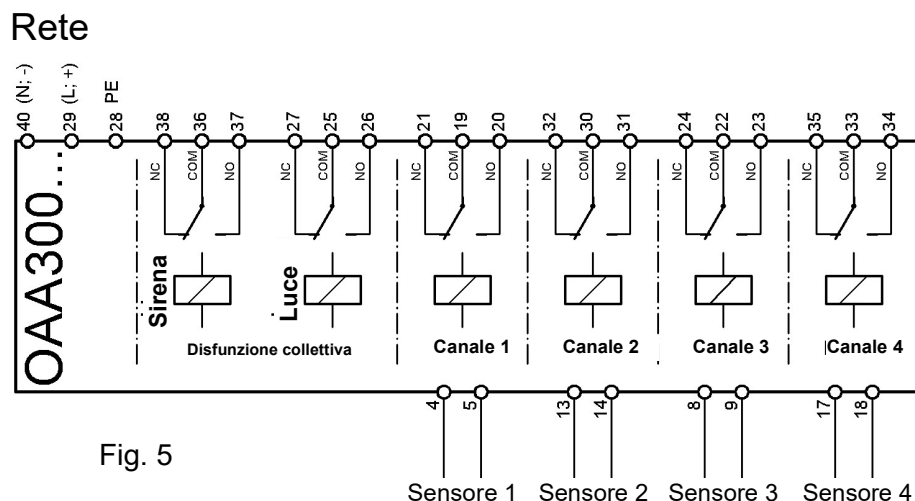 Rete
40 (N; -)
29 (L; +)
28 PE
38 36 37 27 25 26 21 19 20 32 30 31 24 22 23 35 33 34
NC COM NO NC COM NO NC COM NO NC COM NO NC COM NO NC COM NO
OAA300...
Sirena
Luce
Disfunzione collettiva
Canale 1
Canale 2
Canale 3
Canale 4
4 5 13 14 8 9 17 18
Fig. 5
Sensore 1 Sensore 2 Sensore 3 Sensore 4